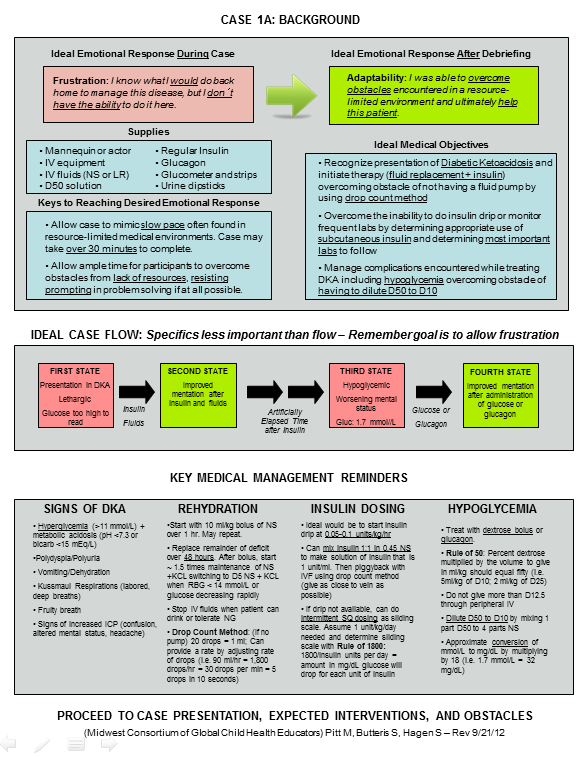 CASE 1A: BACKGROUND
Ideal Emotional Response During Case
Frustration: I know what I would do back
home to manage this disease, but I don´t
have the ability to do it here.
Ideal Emotional Response After Debriefing
Adaptability: I was able to overcome
obstacles encountered in a resource-
limited environment and ultimately help
this patient.
Supplies
• Mannequin or actor
• IV equipment
• IV fluids (NS or LR)
• D50 solution
• Regular Insulin
• Glucagon
• Glucometer and strips
• Urine dipsticks
Keys to Reaching Desired Emotional Response
• Allow case to mimic slow pace often found in
resource-limited medical environments. Case may
take over 30 minutes to complete.
• Allow ample time for participants to overcome
obstacles from lack of resources, resisting
prompting in problem solving if at all possible.
Ideal Medical Objectives
• Recognize presentation of Diabetic Ketoacidosis and
initiate therapy (fluid replacement + insulin)
overcoming obstacle of not having a fluid pump by
using drop count method
• Overcome the inability to do insulin drip or monitor
frequent labs by determining appropriate use of
subcutaneous insulin and determining most important
labs to follow
• Manage complications encountered while treating
DKA including hypoglycemia overcoming obstacle of
having to dilute D50 to D10
IDEAL CASE FLOW: Specifics less important than flow – Remember goal is to allow frustration
FIRST STATE
Presentation in DKA
Lethargic
Glucose too high to
read
Insulin
Fluids
SECOND STATE
Improved
mentation after
insulin and fluids
Artificially
Elapsed Time
after Insulin
THIRD STATE
Hypoglycemic
Worsening mental
status
Gluc: 1.7 mmol/L
Glucose or
Glucagon
FOURTH STATE
Improved mentation
after administration
of glucose or
glucagon
KEY MEDICAL MANAGEMENT REMINDERS
SIGNS OF DKA
• Hyperglycemia (>11 mmol/L) +
metabolic acidosis (pH <7.3 or
bicarb <15 mEq/L)
•Polydyspia/Polyuria
• Vomiting/Dehydration
• Kussmaul Respirations (labored,
deep breaths)
• Fruity breath
• Signs of Increased ICP (confusion,
altered mental status, headache)
REHYDRATION
•Start with 10 ml/kg bolus of NS
over 1 hr. May repeat.
• Replace remainder of deficit
over 48 hours. After bolus, start
~ 1.5 times maintenance of NS
+KCL switching to D5 NS + KCL
when RBG < 14 mmol/L or
glucose decreasing rapidly
• Stop IV fluids when patient can
drink or tolerate NG
• Drop Count Method: (if no
pump) 20 drops = 1 ml; Can
provide a rate by adjusting rate
of drops (i.e. 90 ml/hr = 1,800
drops/hr = 30 drops per min = 5
drops in 10 seconds)
INSULIN DOSING
• Ideal would be to start insulin
drip at 0.05-0.1 units/kg/hr
• Can mix insulin 1:1 in 0.45 NS
to make solution of insulin that is
1 unit/ml. Then piggyback with
IVF using drop count method
(give as close to vein as
possible)
• If drip not available, can do
intermittent SQ dosing as sliding
scale. Assume 1 unit/kg/day
needed and determine sliding
scale with Rule of 1800:
1800/insulin units per day =
amount in mg/dL glucose will
drop for each unit of insulin
HYPOGLYCEMIA
• Treat with dextrose bolus or
glucagon.
• Rule of 50: Percent dextrose
multiplied by the volume to give
in ml/kg should equal fifty (i.e.
5ml/kg of D10; 2 ml/kg of D25)
• Do not give more than D12.5
through peripheral IV
• Dilute D50 to D10 by mixing 1
part D50 to 4 parts NS
• Approximate conversion of
mmol/L to mg/dL by multiplying
by 18 (i.e. 1.7 mmol/L = 32
mg/dL)
PROCEED TO CASE PRESENTATION, EXPECTED INTERVENTIONS, AND OBSTACLES
(Midwest Consortium of Global Child Health Educators) Pitt M, Butteris S, Hagen S – Rev 9/21/12